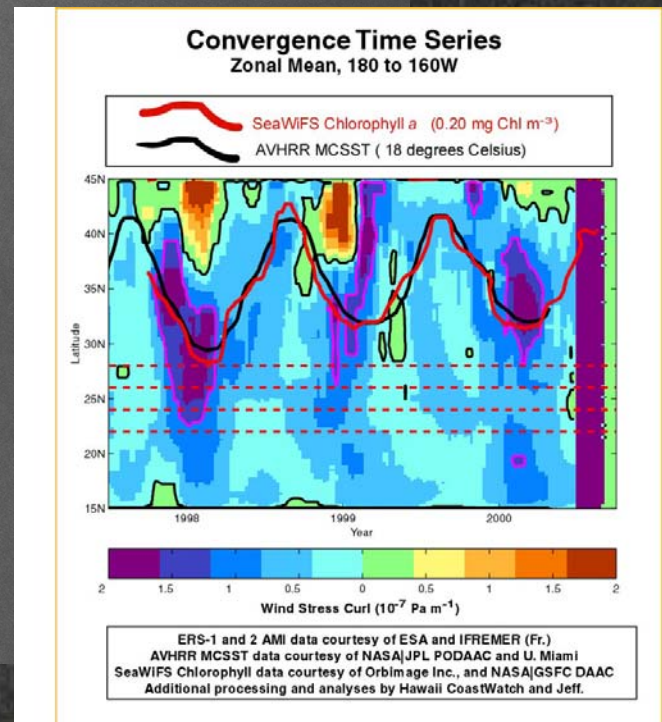 Convergence Time Series
Zonal Mean, 180 to 160W
SeaWiFS Chlorophyll a (0.20 mg Chl m⁻³)
AVHRR MCSST ( 18 degrees Celsius)
45N
40N
35N
30N
25N
20N
15N
Latitude
1998
1999
2000
Year
2
1.5
1
0.5
0
0.5
1
1.5
2
Wind Stress Curl (10⁻⁷ Pa m⁻¹)
ERS-1 and 2 AMI data courtesy of ESA and IFREMER (Fr.)
AVHRR MCSST data courtesy of NASA|JPL PODAAC and U. Miami
SeaWiFS Chlorophyll data courtesy of Orbimage Inc., and NASA|GSFC DAAC
Additional processing and analyses by Hawaii CoastWatch and Jeff.